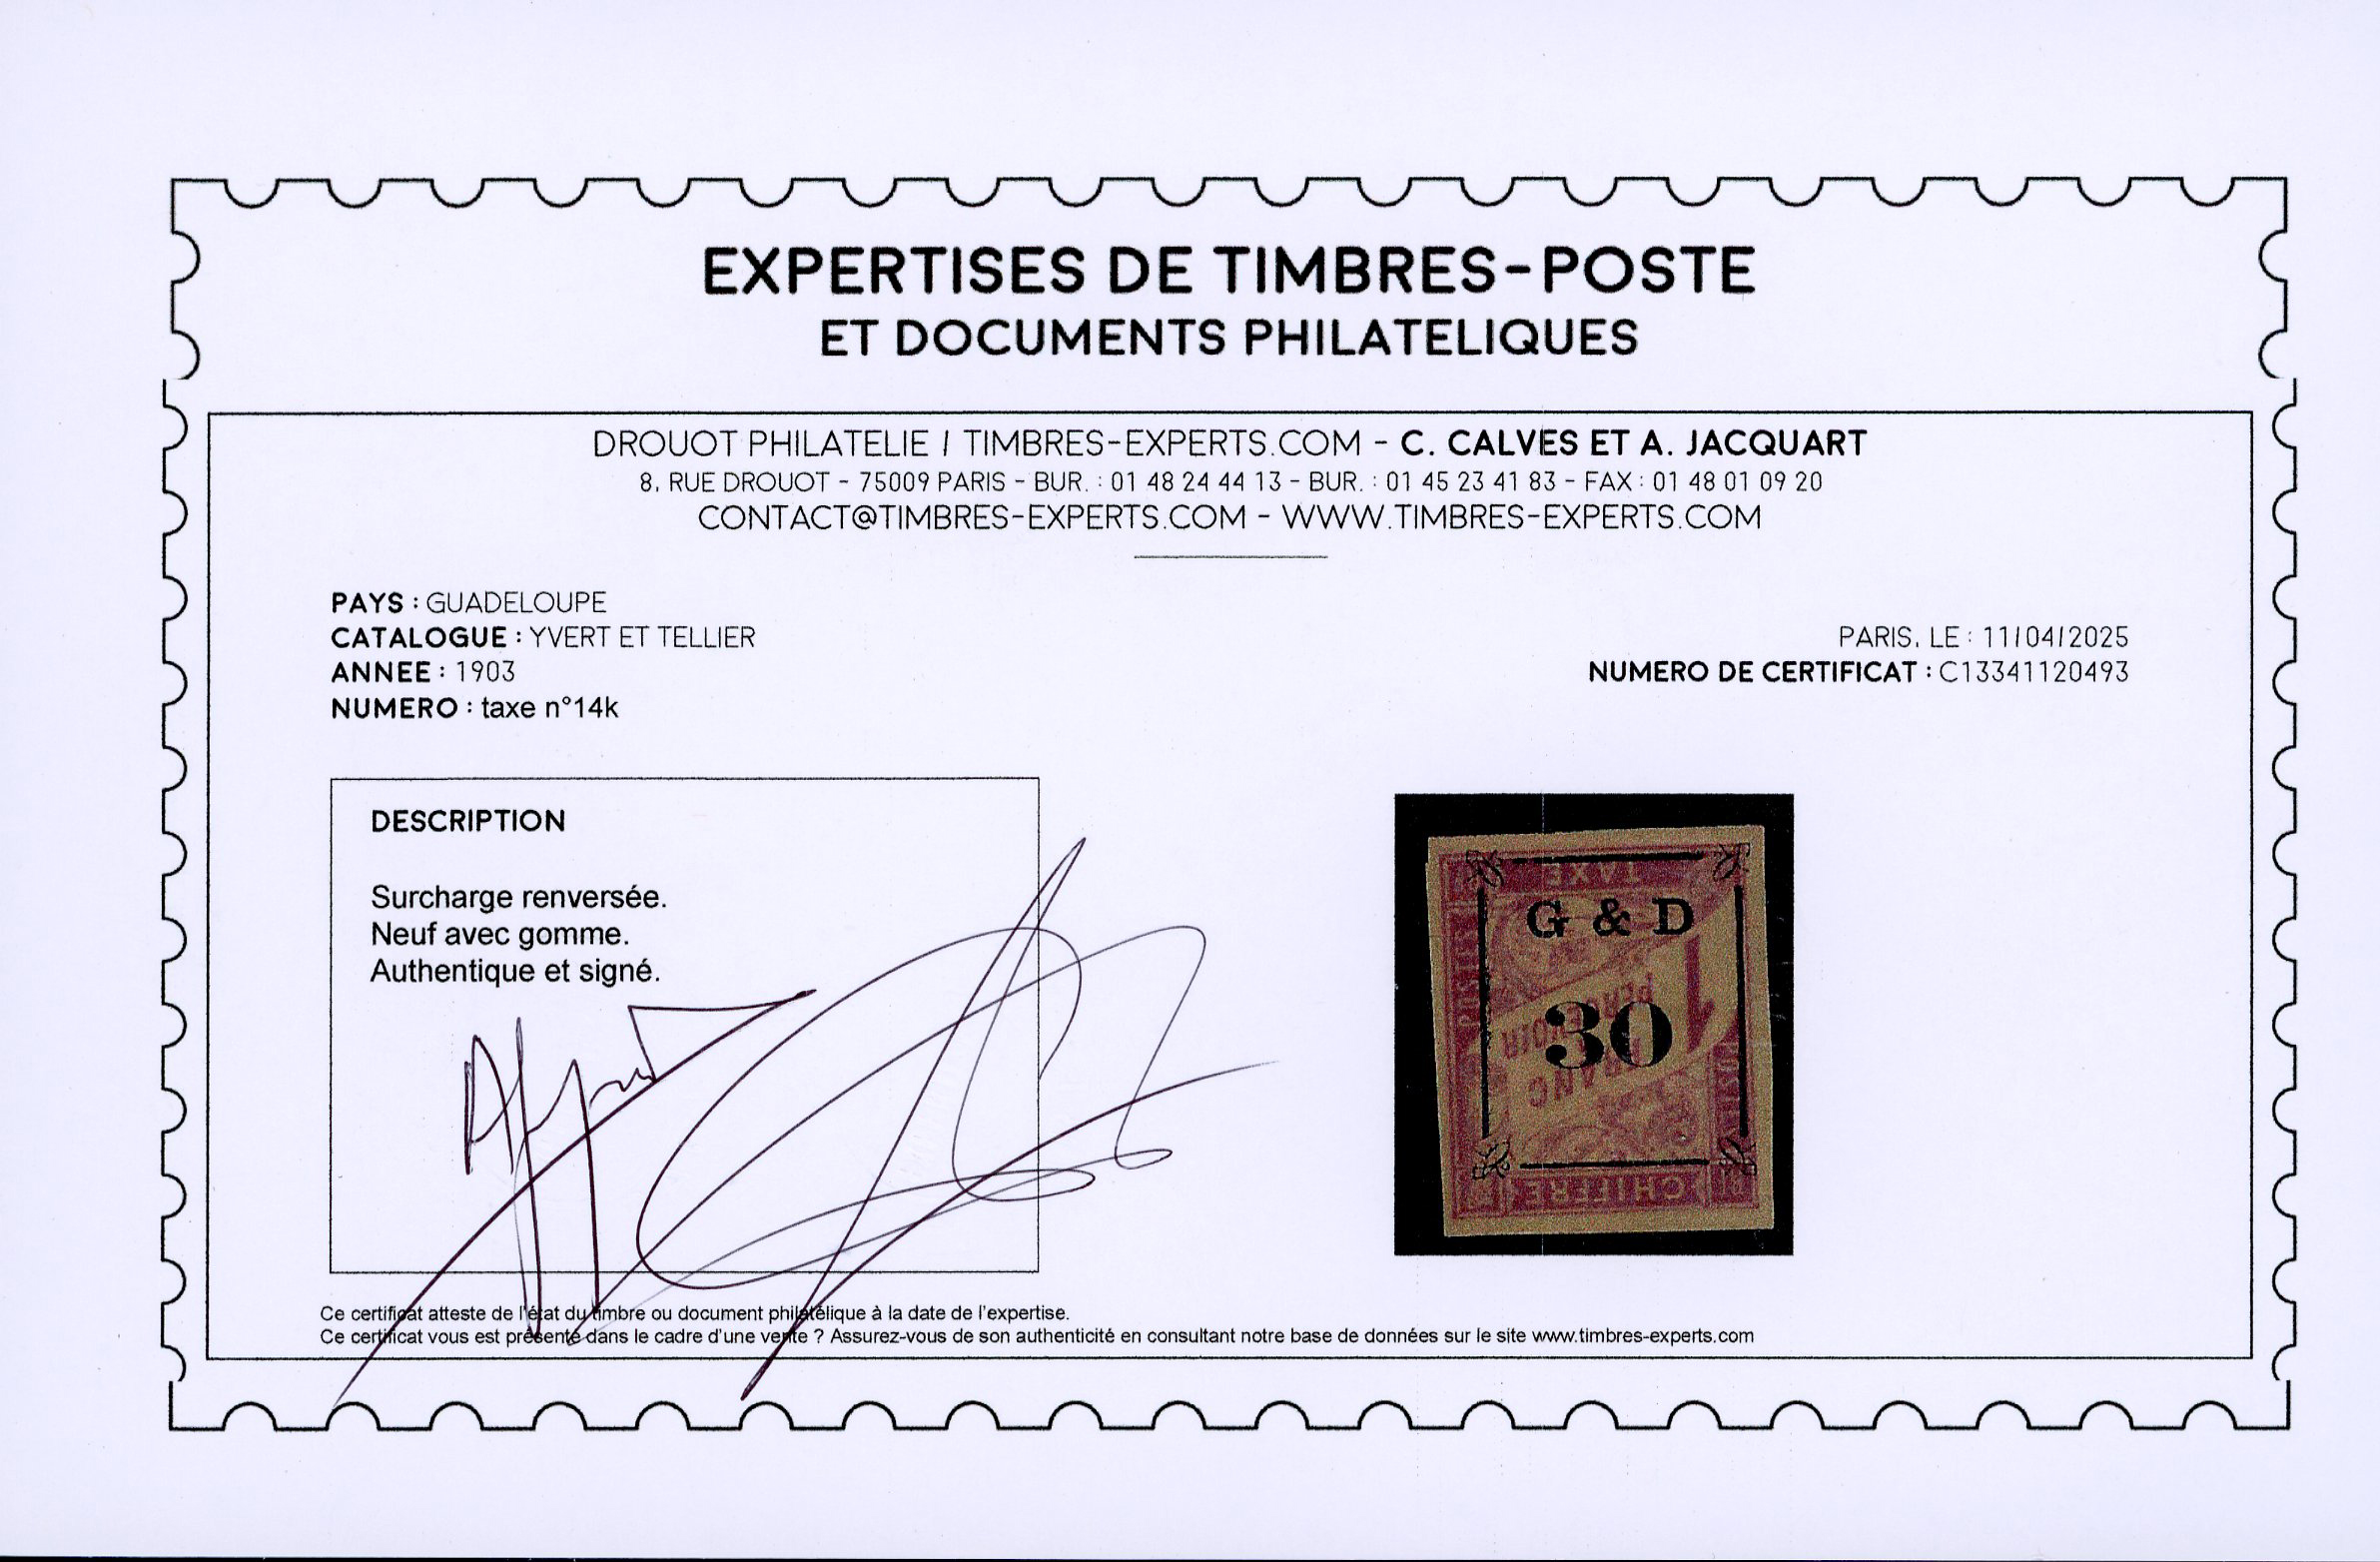 EXPERTISES DE TIMBRES-POSTE
ET DOCUMENTS PHILATELIQUES
DROUOT PHILATELIE / TIMBRES-EXPERTS.COM - C. CALVES ET A. JACQUART
8, RUE DROUOT - 75009 PARIS - BUR. : 01 48 24 44 13 - BUR. : 01 45 23 41 83 - FAX : 01 48 01 09 20
CONTACT@TIMBRES-EXPERTS.COM - WWW.TIMBRES-EXPERTS.COM
PAYS : GUADELOUPE
CATALOGUE : YVERT ET TELLIER
ANNEE : 1903
NUMERO : taxe n°14k
PARIS, LE : 11/04/2025
NUMERO DE CERTIFICAT : C13341120493
DESCRIPTION
Surcharge renversée.
Neuf avec gomme.
Authentique et signé.
TAXE
G & D
1
30
CHIFFRE
Ce certificat atteste de l'état du timbre ou document philatélique à la date de l'expertise.
Ce certificat vous est présenté dans le cadre d'une vente ? Assurez-vous de son authenticité en consultant notre base de données sur le site www.timbres-experts.com